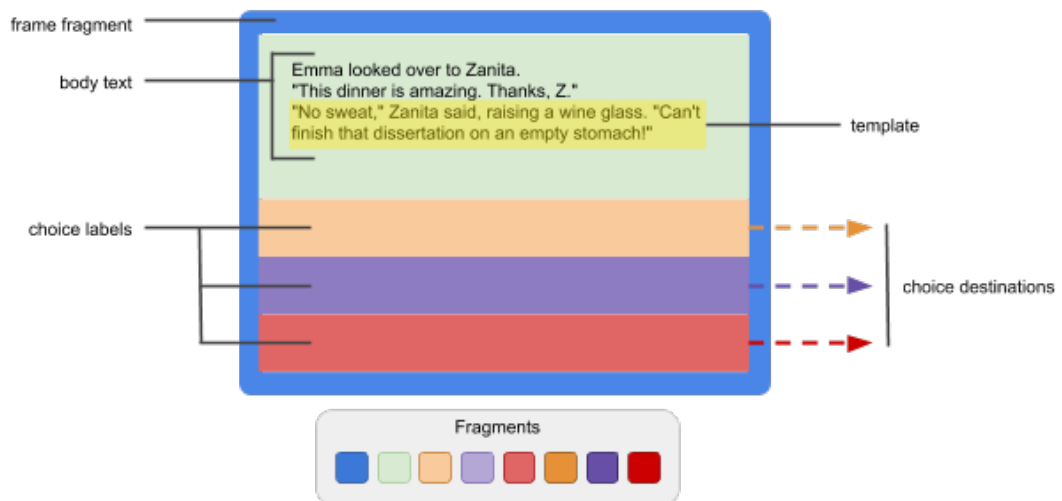 frame fragment
body text
Emma looked over to Zanita.
"This dinner is amazing. Thanks, Z."
"No sweat," Zanita said, raising a wine glass. "Can't
finish that dissertation on an empty stomach!"
template
choice labels
choice destinations
Fragments